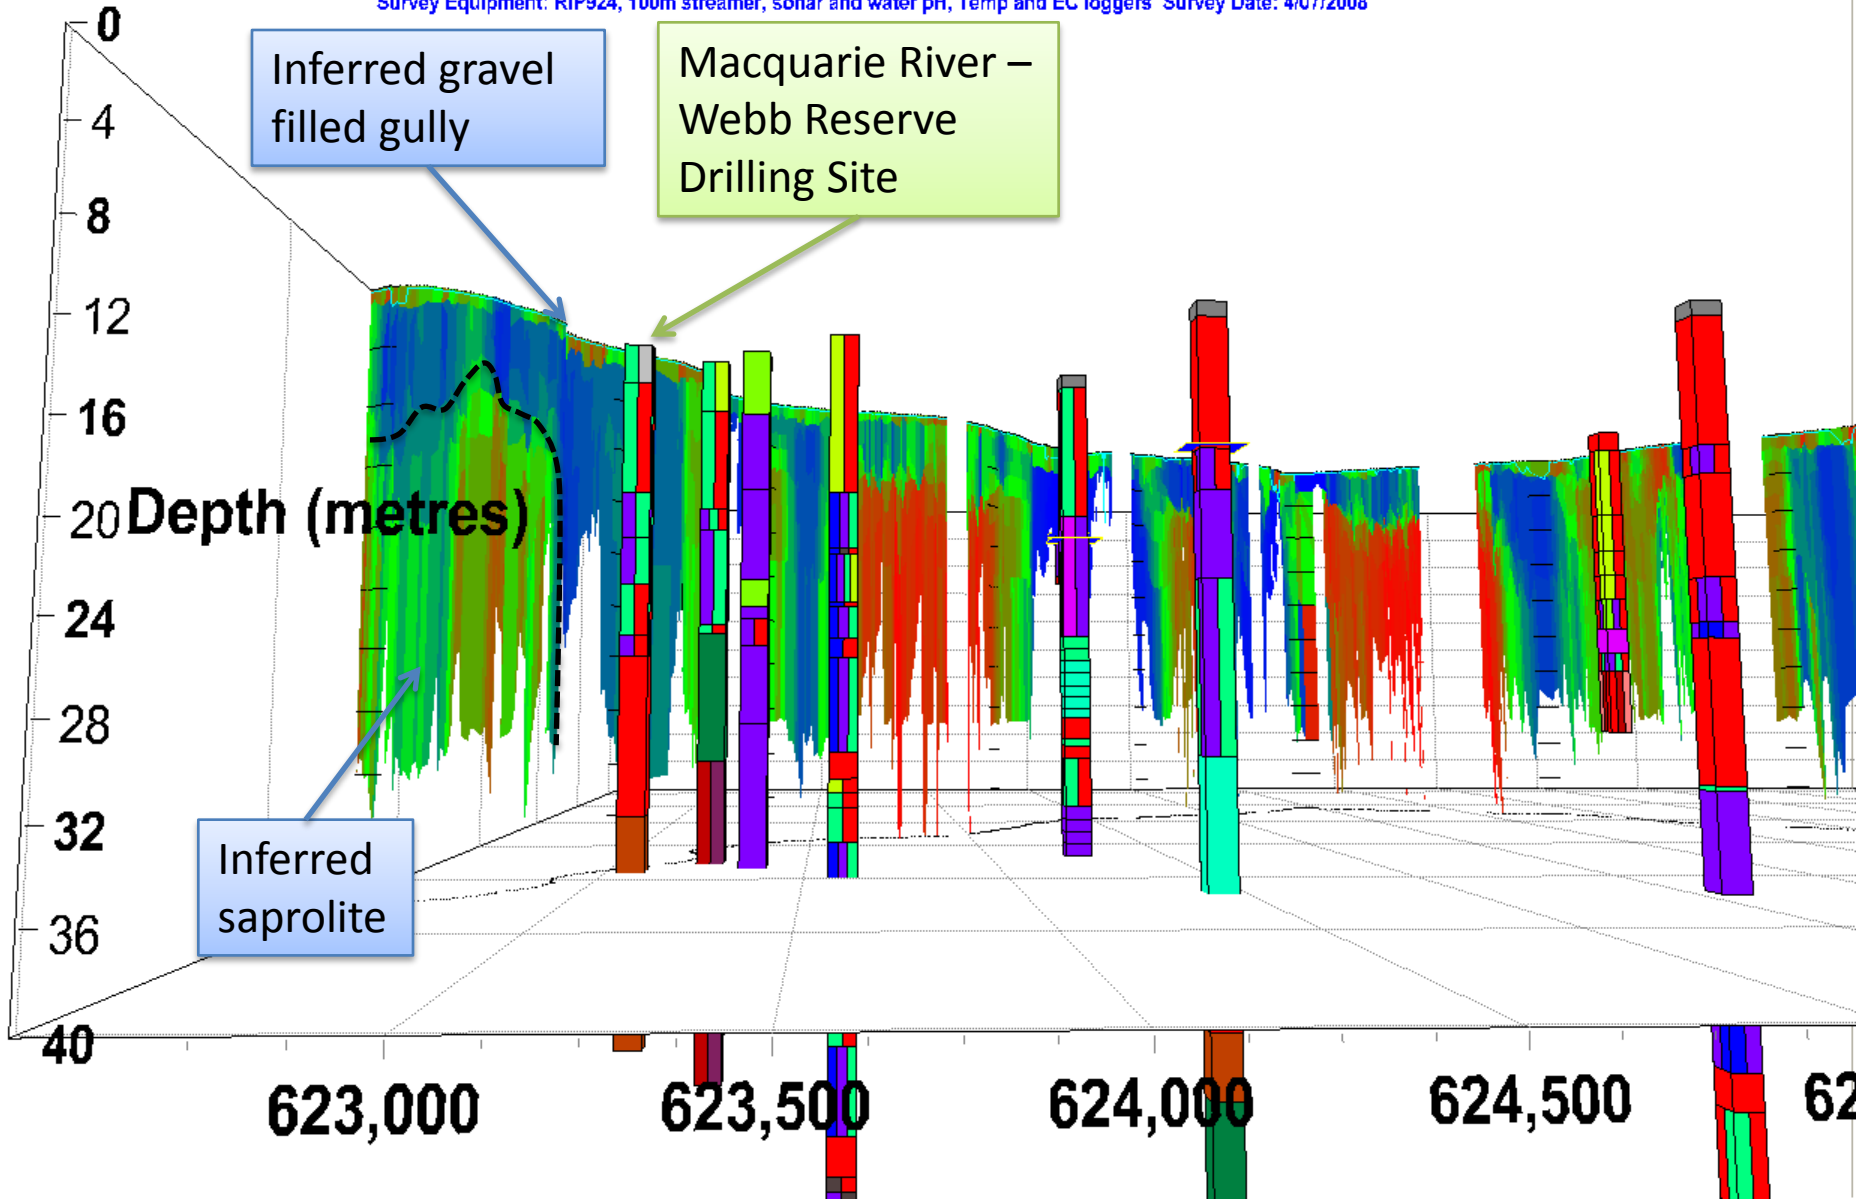 Survey Equipment: RIP924, 100m streamer, sonar and water pH, Temp and EC loggers Survey Date: 4/07/2008
0
Inferred gravel
filled gully
Macquarie River –
Webb Reserve
Drilling Site
4
8
12
16
20
Depth (metres)
24
28
32
Inferred
saprolite
36
40
623,000
623,500
624,000
624,500
62